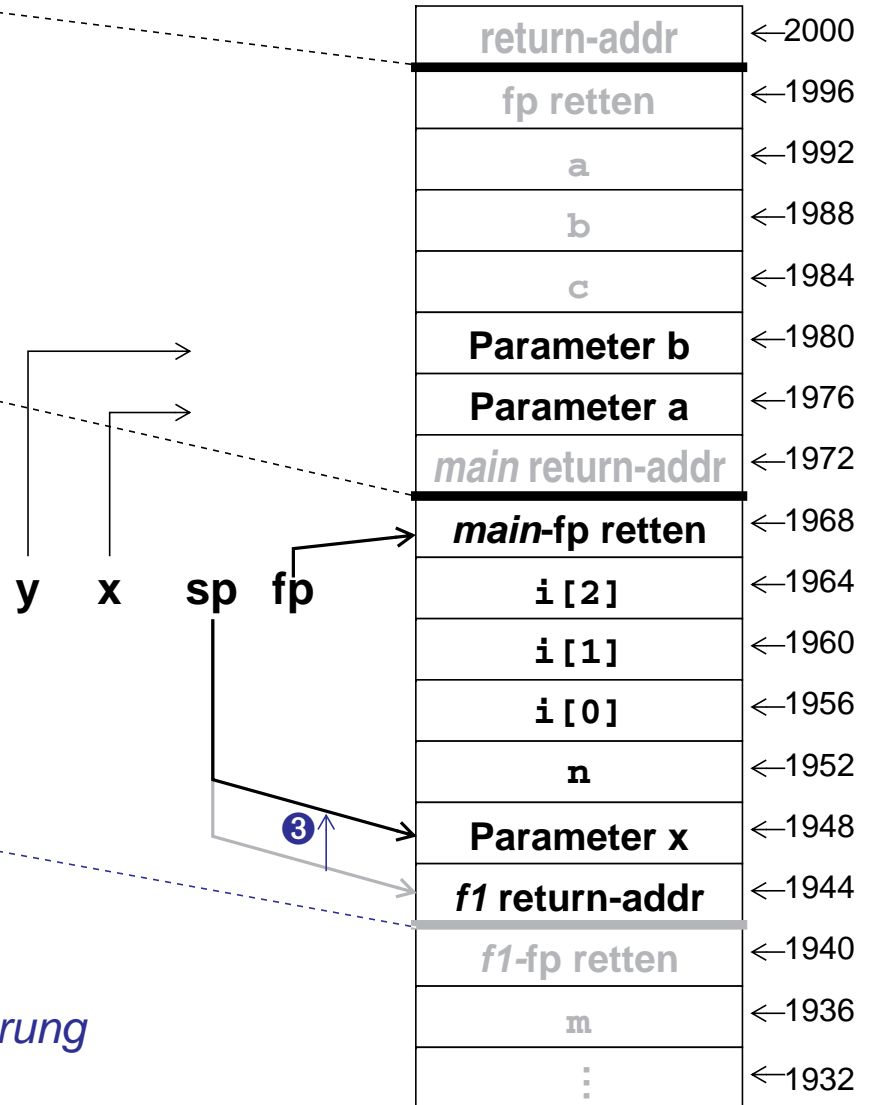 return-addr ←2000
fp retten ←1996
a ←1992
b ←1988
c ←1984
Parameter b ←1980
Parameter a ←1976
main return-addr ←1972
main-fp retten ←1968
y x sp fp
i[2] ←1964
i[1] ←1960
i[0] ←1956
n ←1952
❸ Parameter x ←1948
f1 return-addr ←1944
f1-fp retten ←1940
rung
m ←1936
⋮ ←1932